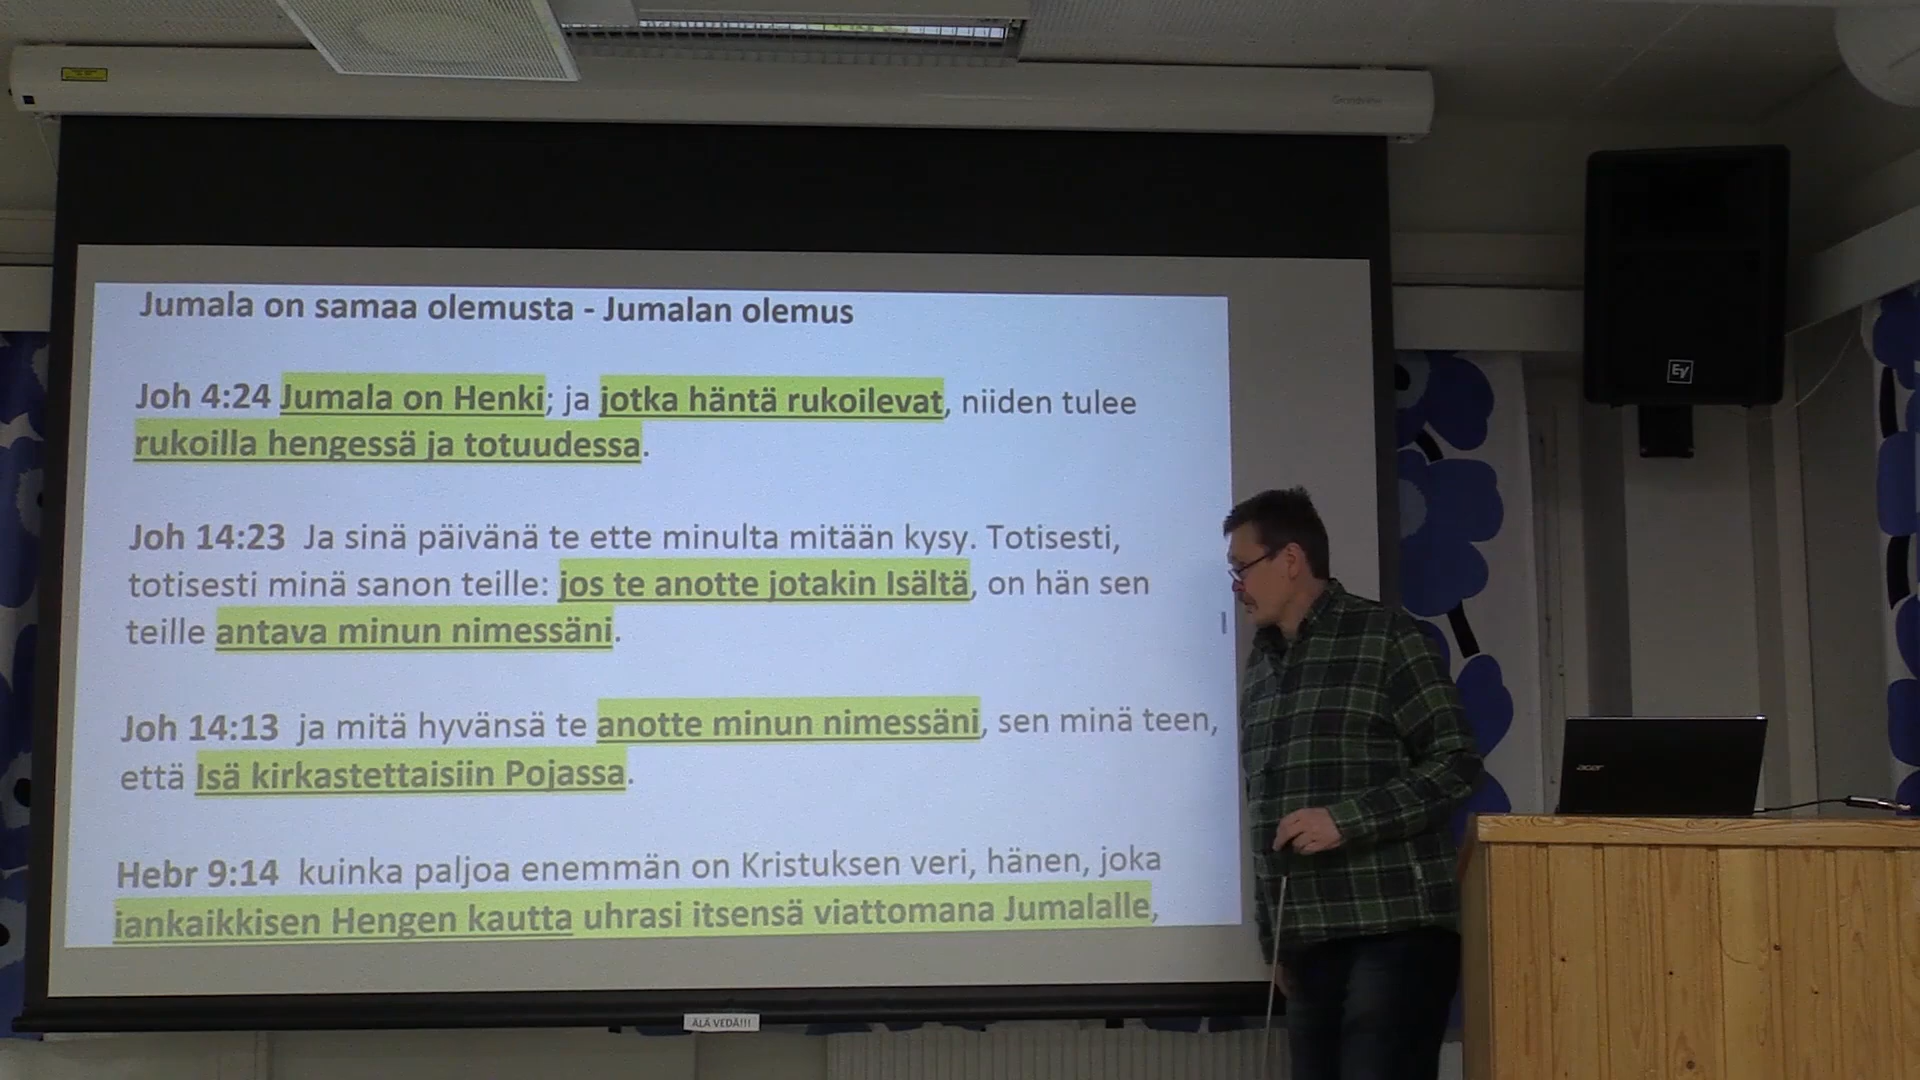 Jumala on samaa olemusta - Jumalan olemus
Joh 4:24 Jumala on Henki; ja jotka häntä rukoilevat, niiden tulee
rukoilla hengessä ja totuudessa.
Joh 14:23 Ja sinä päivänä te ette minulta mitään kysy. Totisesti,
totisesti minä sanon teille: jos te anotte jotakin Isältä, on hän sen
teille antava minun nimessäni.
Joh 14:13 ja mitä hyvänsä te anotte minun nimessäni, sen minä teen,
että Isä kirkastettaisiin Pojassa.
Hebr 9:14 kuinka paljoa enemmän on Kristuksen veri, hänen, joka
iankaikkisen Hengen kautta uhrasi itsensä viattomana Jumalalle,
ÄLÄ VEDÄ!!!
EV
acer